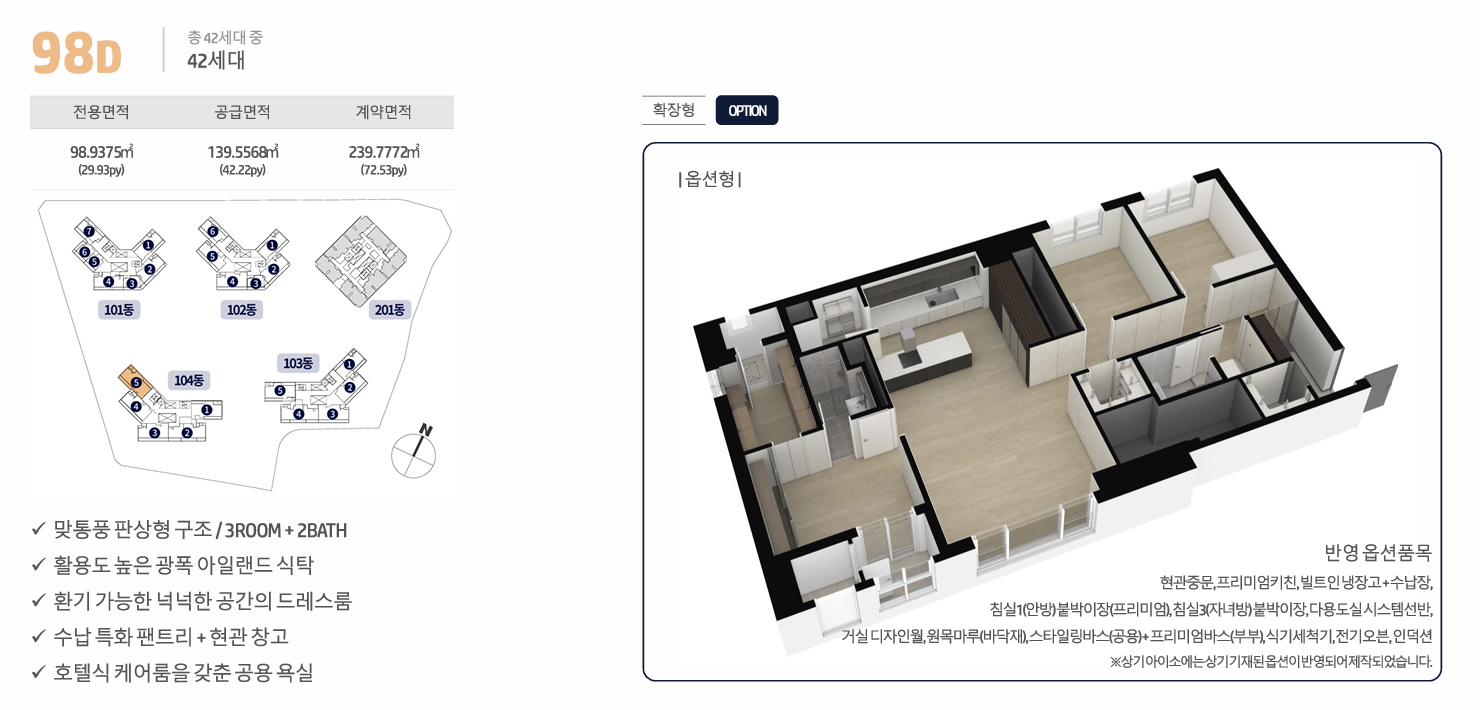 98D
총 42세대 중
42세대
전용면적 공급면적 계약면적
98.9375㎡ 139.5568㎡ 239.7772㎡
(29.93py) (42.22py) (72.53py)
7 6 5 4 3 2 1
101동
6 5 4 3 2 1
102동
201동
104동
5 4 3 2 1
103동
5 4 3 2 1
N
✓ 맞통풍 판상형 구조 / 3ROOM + 2BATH
✓ 활용도 높은 광폭 아일랜드 식탁
✓ 환기 가능한 넉넉한 공간의 드레스룸
✓ 수납 특화 팬트리 + 현관 창고
✓ 호텔식 케어룸을 갖춘 공용 욕실
확장형 OPTION
| 옵션형 |
반영 옵션품목
현관중문, 프리미엄키친, 빌트인 냉장고 + 수납장,
침실1(안방) 붙박이장(프리미엄), 침실3(자녀방) 붙박이장, 다용도실 시스템선반,
거실 디자인월, 원목마루(바닥재), 스타일링바스(공용)+ 프리미엄바스(부부), 식기세척기, 전기오븐, 인덕션
※상기 아이소에는 상기 기재된 옵션이 반영되어 제작되었습니다.